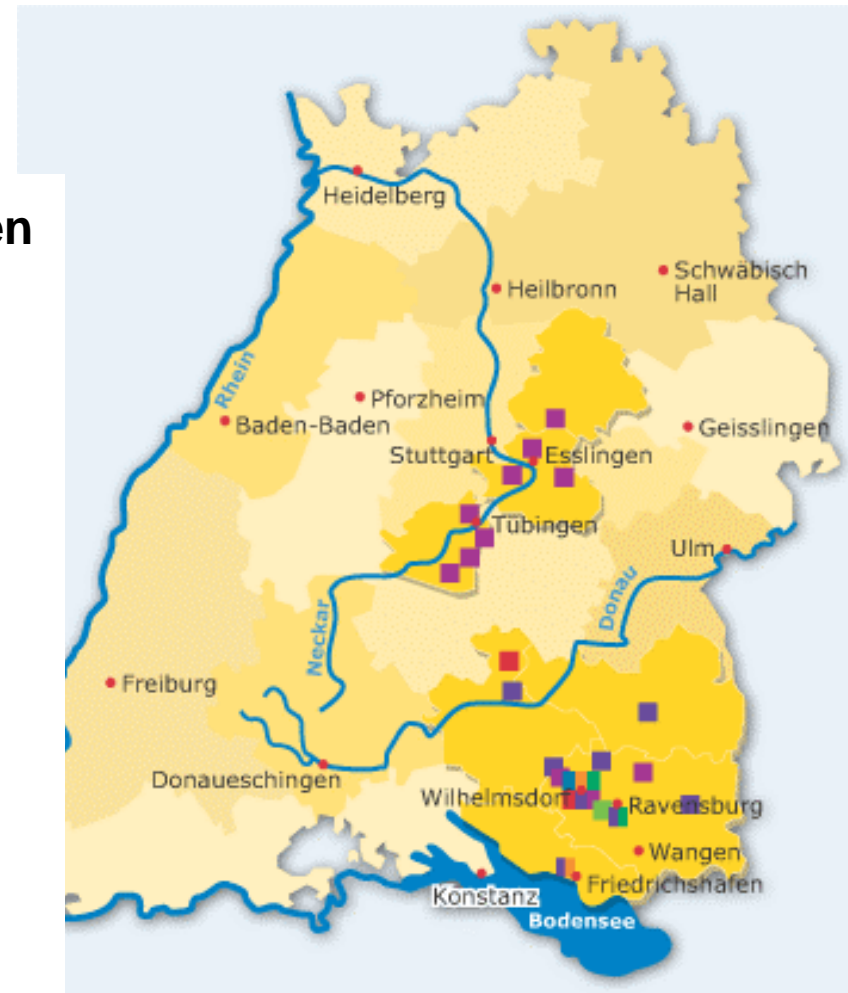 Heidelberg
en
Schwäbisch
Hall
Heilbronn
Rhein
Pforzheim
Baden-Baden
Geisslingen
Stuttgart
Esslingen
Tübingen
Ulm
Donau
Neckar
Freiburg
Donaueschingen
Wilhelmsdorf
Ravensburg
Wangen
Friedrichshafen
Konstanz
Bodensee